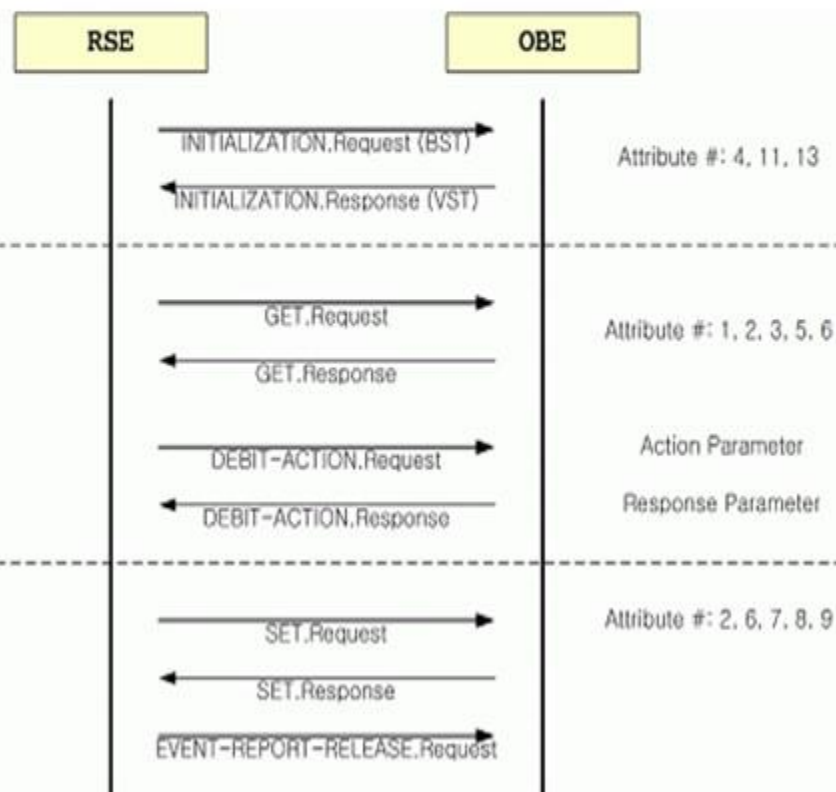 RSE
OBE
INITIALIZATION.Request (BST)
Attribute #: 4, 11, 13
INITIALIZATION.Response (VST)
GET.Request
Attribute #: 1, 2, 3, 5, 6
GET.Response
DEBIT-ACTION.Request
Action Parameter
DEBIT-ACTION.Response
Response Parameter
SET.Request
Attribute #: 2, 6, 7, 8, 9
SET.Response
EVENT-REPORT-RELEASE.Request